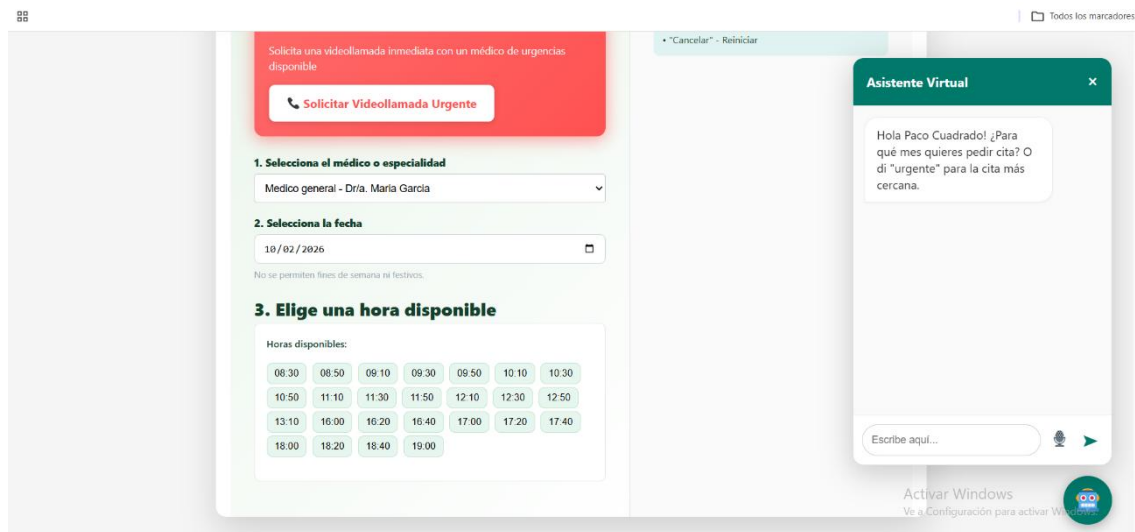 Todos los marcadores
Solicita una videollamada inmediata con un médico de urgencias
disponible
Solicitar Videollamada Urgente
1. Selecciona el médico o especialidad
Medico general - Dr/a. Maria Garcia
2. Selecciona la fecha
10/02/2026
No se permiten fines de semana ni festivos.
3. Elige una hora disponible
Horas disponibles:
08:30 08:50 09:10 09:30 09:50 10:10 10:30
10:50 11:10 11:30 11:50 12:10 12:30 12:50
13:10 16:00 16:20 16:40 17:00 17:20 17:40
18:00 18:20 18:40 19:00
• "Cancelar" - Reiniciar
Asistente Virtual ×
Hola Paco Cuadrado! ¿Para
qué mes quieres pedir cita? O
di "urgente" para la cita más
cercana.
Escribe aquí...
Activar Windows
Ve a Configuración para activar Windows.